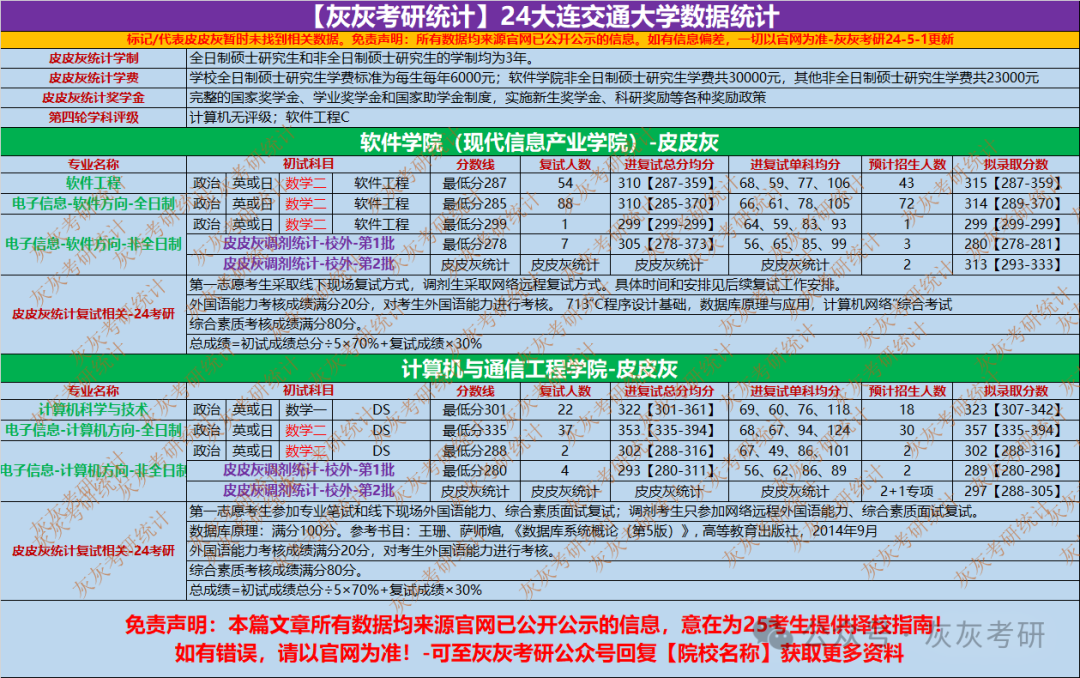 【灰灰考研统计】24大连交通大学数据统计
标记/代表皮皮灰暂时未找到相关数据。免责声明：所有数据均来源官网已公开公示的信息。如有信息偏差，一切以官网为准-灰灰考研24-5-1更新
皮皮灰统计学制 全日制硕士研究生和非全日制硕士研究生的学制均为3年。
皮皮灰统计学费 学校全日制硕士研究生学费标准为每生每年6000元；软件学院非全日制硕士研究生学费共30000元，其他非全日制硕士研究生学费共23000元
皮皮灰统计奖学金 完整的国家奖学金、学业奖学金和国家助学金制度，实施新生奖学金、科研奖励等各种奖励政策
第四轮学科评级 计算机无评级；软件工程C
软件学院（现代信息产业学院）-皮皮灰
专业名称 初试科目 分数线 复试人数 进复试总分均分 进复试单科均分 预计招生人数 拟录取分数
软件工程 政治 英或日 数学二 软件工程 最低分287 54 310【287-359】 68、59、77、106 43 315【287-359】
电子信息-软件方向-全日制 政治 英或日 数学二 软件工程 最低分285 88 310【285-370】 66、61、78、105 72 314【289-370】
电子信息-软件方向-非全日制 政治 英或日 数学二 软件工程 最低分299 1 299【299-299】 64、59、83、93 1 299【299-299】
皮皮灰调剂统计-校外-第1批 最低分278 7 305【278-373】 56、65、85、99 3 280【278-281】
皮皮灰调剂统计-校外-第2批 皮皮灰统计 皮皮灰统计 皮皮灰统计 皮皮灰统计 2 313【293-333】
皮皮灰统计复试相关-24考研 第一志愿考生采取线下现场复试方式，调剂生采取网络远程复试方式。具体时间和安排见后续复试工作安排。
外国语能力考核成绩满分20分，对考生外国语能力进行考核。 713“C程序设计基础，数据库原理与应用，计算机网络”综合考试
综合素质考核成绩满分80分。
总成绩=初试成绩总分÷5×70%+复试成绩×30%
计算机与通信工程学院-皮皮灰
专业名称 初试科目 分数线 复试人数 进复试总分均分 进复试单科均分 预计招生人数 拟录取分数
计算机科学与技术 政治 英或日 数学一 DS 最低分301 22 322【301-361】 69、60、76、118 18 323【307-342】
电子信息-计算机方向-全日制 政治 英或日 数学二 DS 最低分335 37 353【335-394】 68、67、94、124 30 357【335-394】
电子信息-计算机方向-非全日制 政治 英或日 数学二 DS 最低分288 2 302【288-316】 67、49、86、101 2 302【288-316】
皮皮灰调剂统计-校外-第1批 最低分280 4 293【280-311】 56、62、86、89 2 289【280-298】
皮皮灰调剂统计-校外-第2批 皮皮灰统计 皮皮灰统计 皮皮灰统计 皮皮灰统计 2+1专项 297【288-305】
皮皮灰统计复试相关-24考研 第一志愿考生参加专业笔试和线下现场外国语能力、综合素质面试复试；调剂考生只参加网络远程外国语能力、综合素质面试复试。
数据库原理：满分100分。参考书目：王珊、萨师煊，《数据库系统概论（第5版）》, 高等教育出版社，2014年9月
外国语能力考核成绩满分20分，对考生外国语能力进行考核。
综合素质考核成绩满分80分。
总成绩=初试成绩总分÷5×70%+复试成绩×30%
免责声明：本篇文章所有数据均来源官网已公开公示的信息，意在为25考生提供择校指南！
如有错误，请以官网为准！-可至灰灰考研公众号回复【院校名称】获取更多资料
公众号·灰灰考研